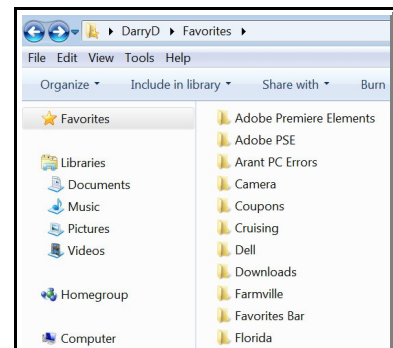 DarryD Favorites
File Edit View Tools Help
Organize Include in library Share with Burn
Favorites
Libraries
Documents
Music
Pictures
Videos
Homegroup
Computer
Adobe Premiere Elements
Adobe PSE
Arant PC Errors
Camera
Coupons
Cruising
Dell
Downloads
Farmville
Favorites Bar
Florida